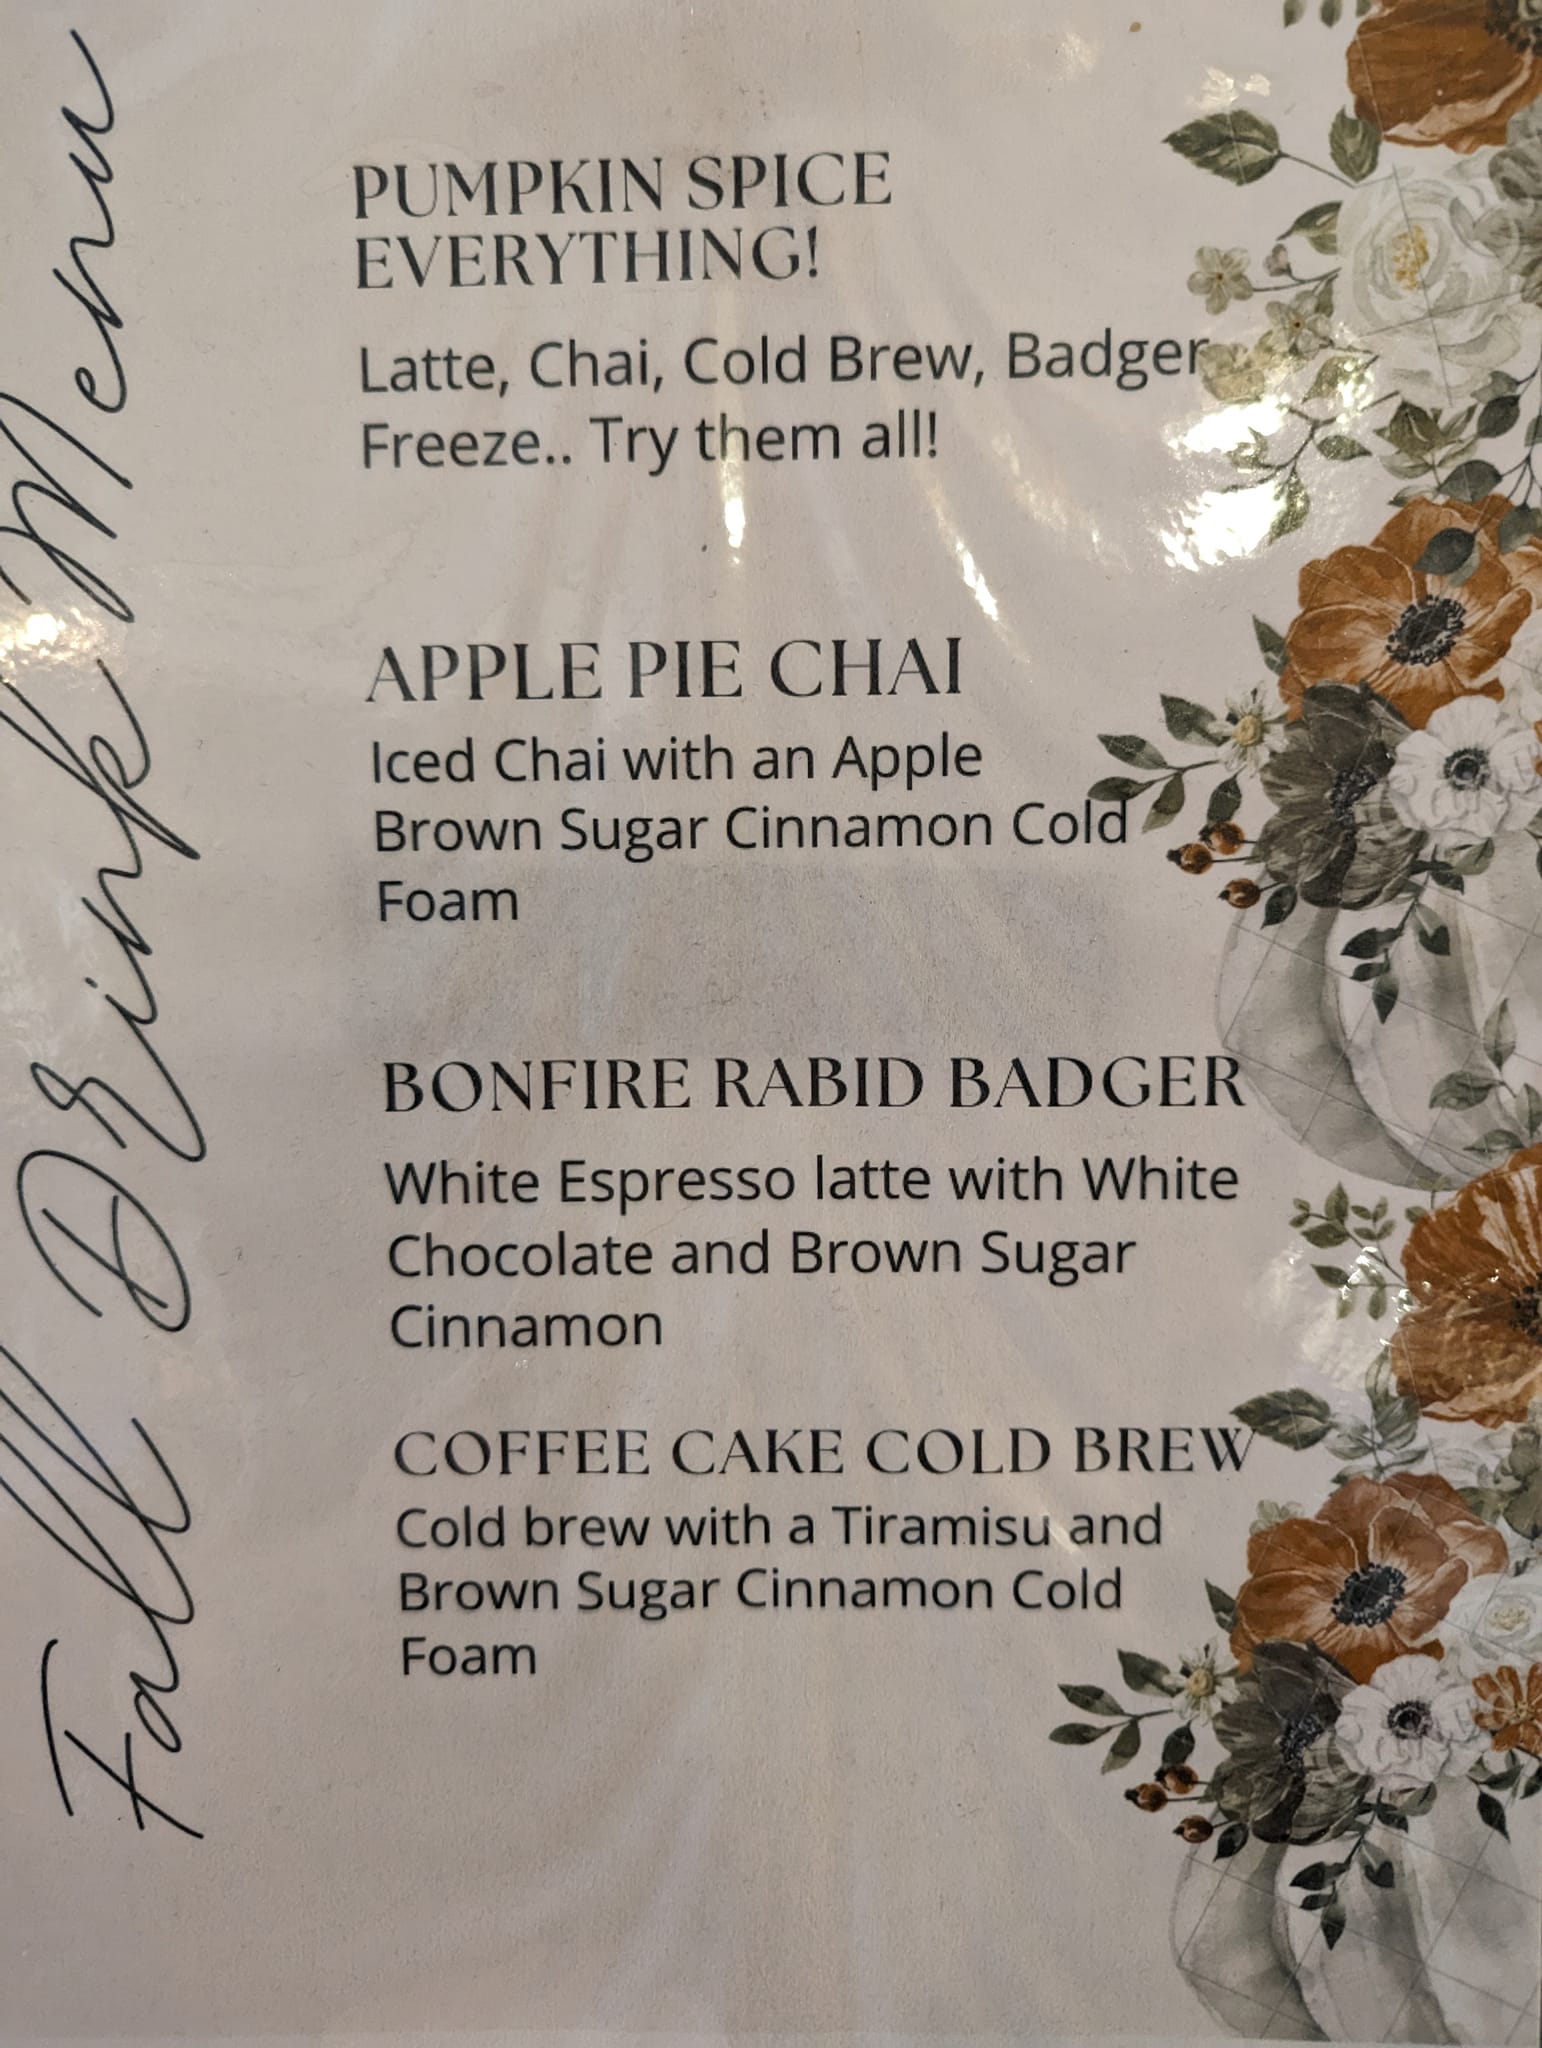 Fall Drink Menu
PUMPKIN SPICE
EVERYTHING!
Latte, Chai, Cold Brew, Badger
Freeze.. Try them all!
APPLE PIE CHAI
Iced Chai with an Apple
Brown Sugar Cinnamon Cold
Foam
BONFIRE RABID BADGER
White Espresso latte with White
Chocolate and Brown Sugar
Cinnamon
COFFEE CAKE COLD BREW
Cold brew with a Tiramisu and
Brown Sugar Cinnamon Cold
Foam